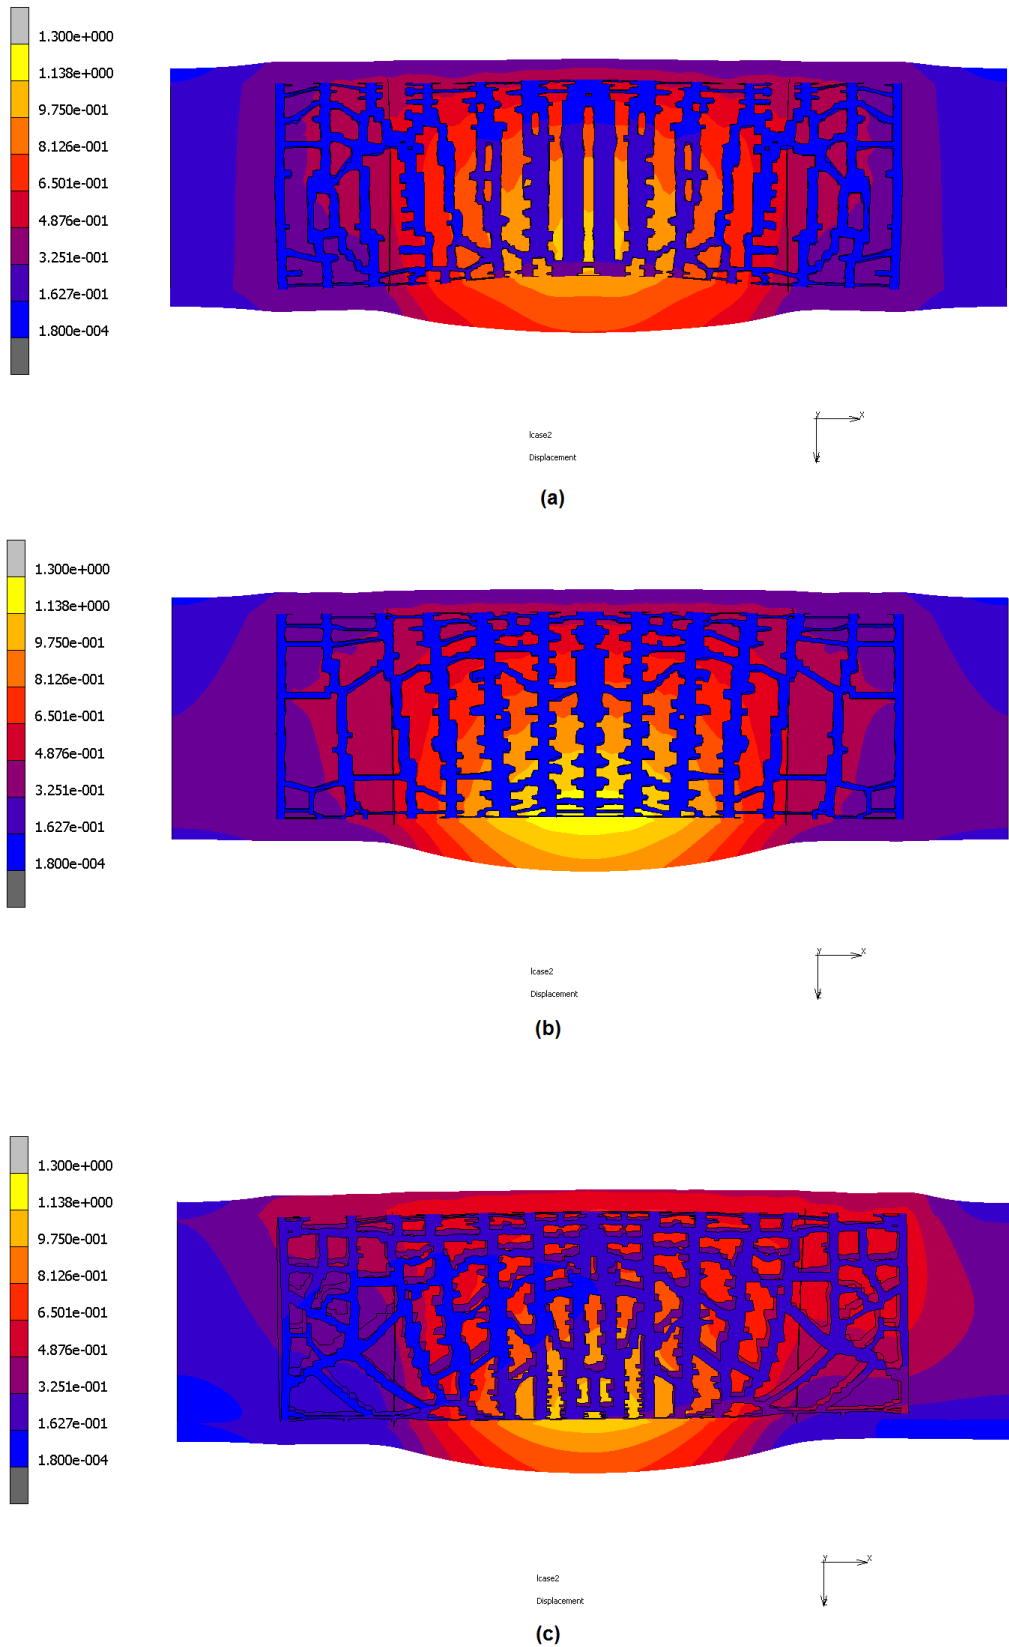 1.300e+000
1.138e+000
9.750e-001
8.126e-001
6.501e-001
4.876e-001
3.251e-001
1.627e-001
1.800e-004
y
x
z
lcase2
Displacement
(a)
1.300e+000
1.138e+000
9.750e-001
8.126e-001
6.501e-001
4.876e-001
3.251e-001
1.627e-001
1.800e-004
y
x
z
lcase2
Displacement
(b)
1.300e+000
1.138e+000
9.750e-001
8.126e-001
6.501e-001
4.876e-001
3.251e-001
1.627e-001
1.800e-004
y
x
z
lcase2
Displacement
(c)